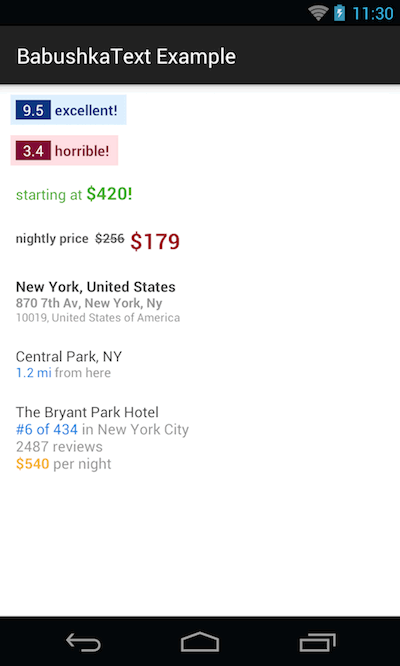 11:30
BabushkaText Example
9.5 excellent!
3.4 horrible!
starting at $420!
nightly price $256 $179
New York, United States
870 7th Av, New York, Ny
10019, United States of America
Central Park, NY
1.2 mi from here
The Bryant Park Hotel
#6 of 434 in New York City
2487 reviews
$540 per night